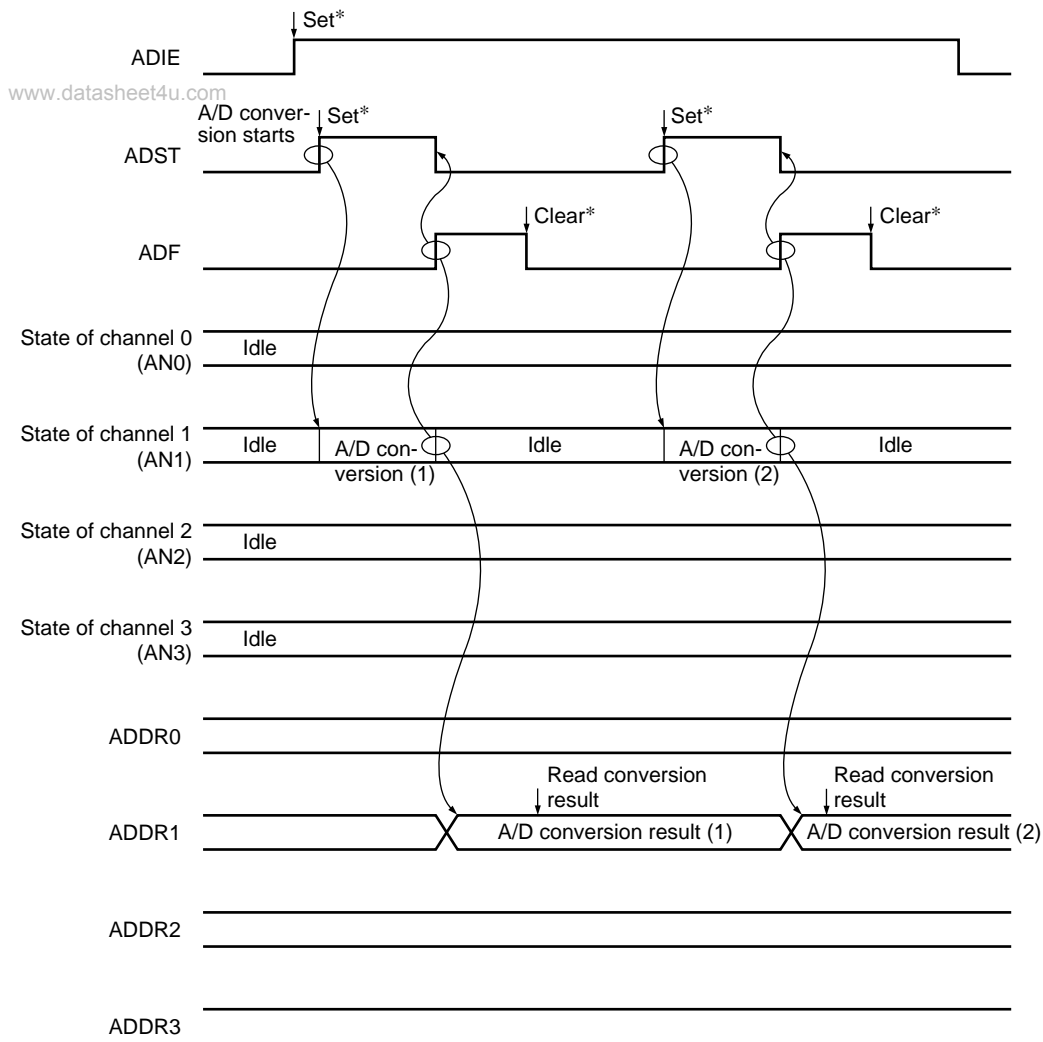 Set*
ADIE
www.datasheet4u.com
A/D conver-
sion starts
Set*
Set*
ADST
Clear*
Clear*
ADF
State of channel 0
(AN0)
Idle
State of channel 1
(AN1)
Idle
A/D con-
version (1)
Idle
A/D con-
version (2)
Idle
State of channel 2
(AN2)
Idle
State of channel 3
(AN3)
Idle
ADDR0
Read conversion
result
Read conversion
result
ADDR1
A/D conversion result (1)
A/D conversion result (2)
ADDR2
ADDR3